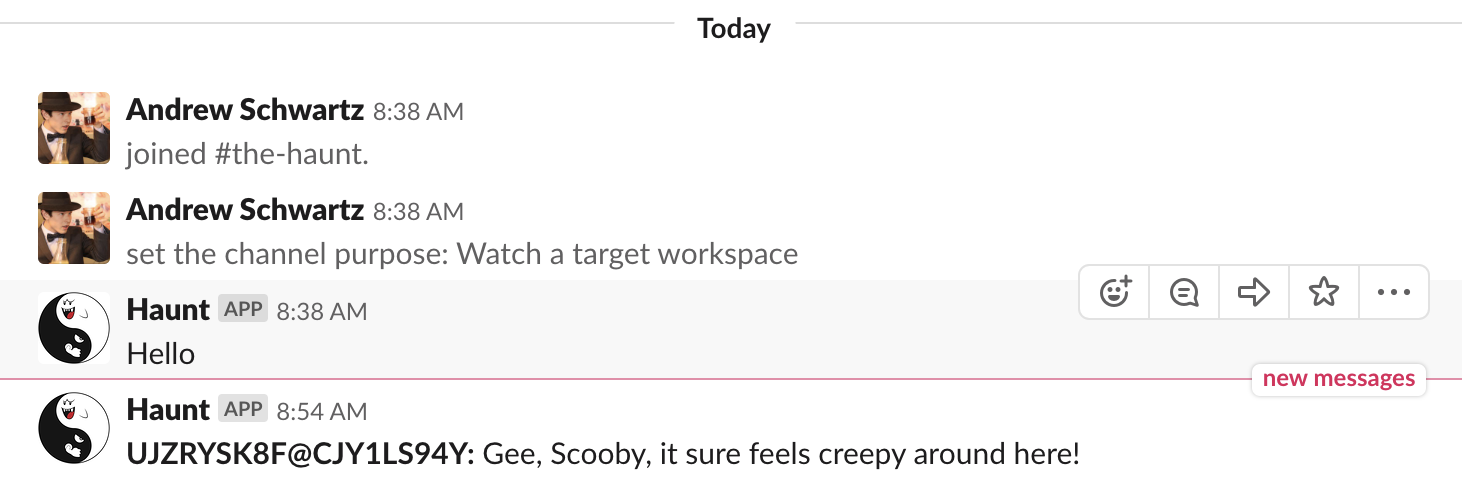 Today
Andrew Schwartz 8:38 AM
joined #the-haunt.
Andrew Schwartz 8:38 AM
set the channel purpose: Watch a target workspace
Haunt APP 8:38 AM
Hello
new messages
Haunt APP 8:54 AM
UJZRYSK8F@CJY1LS94Y: Gee, Scooby, it sure feels creepy around here!